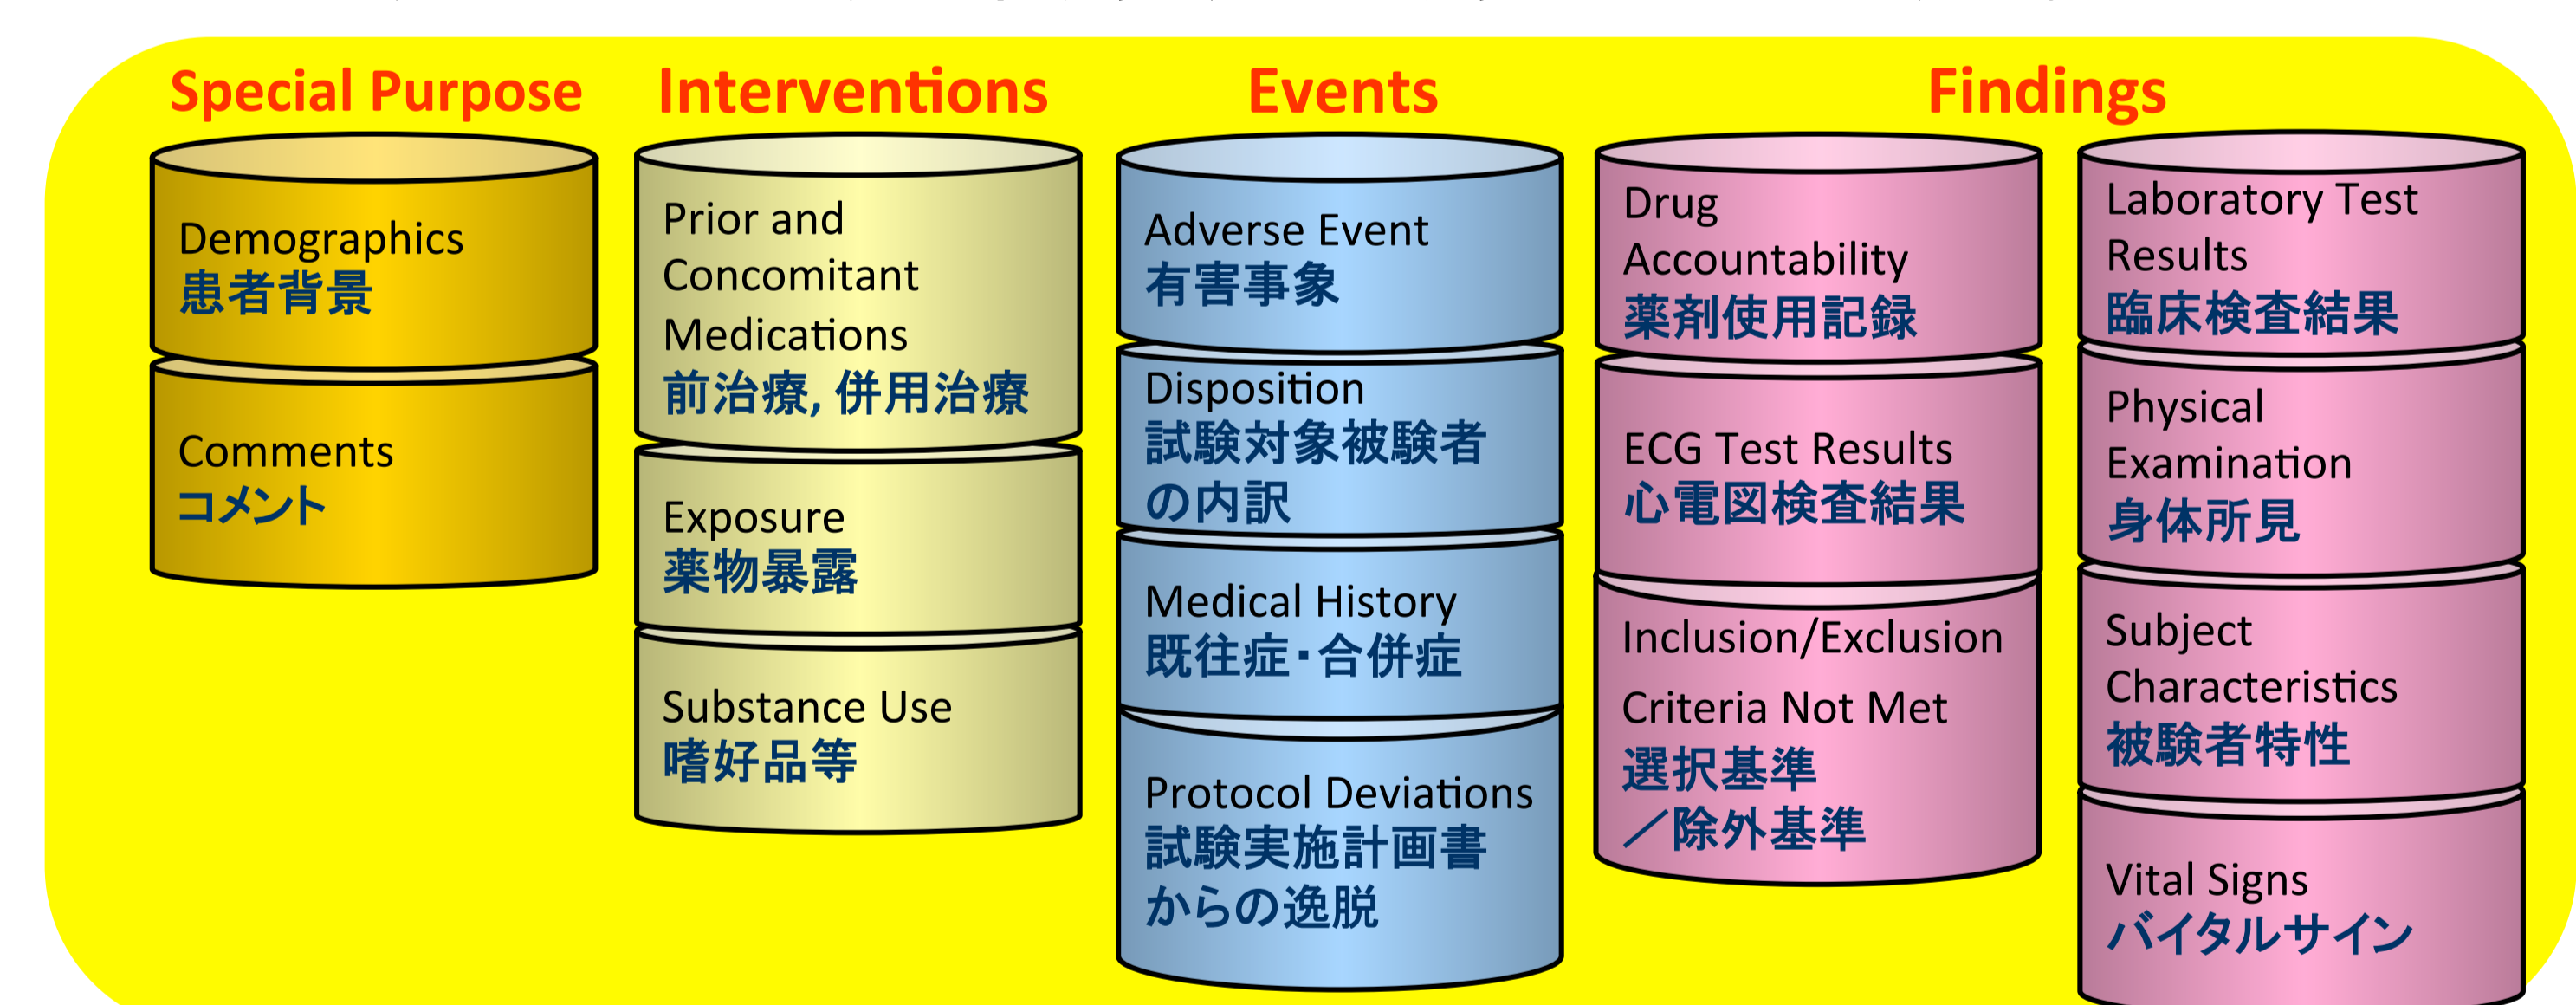 Special Purpose
Interventions
Events
Findings
Demographics
患者背景
Comments
コメント
Prior and
Concomitant
Medications
前治療, 併用治療
Exposure
薬物暴露
Substance Use
嗜好品等
Adverse Event
有害事象
Disposition
試験対象被験者
の内訳
Medical History
既往症・合併症
Protocol Deviations
試験実施計画書
からの逸脱
Drug
Accountability
薬剤使用記録
ECG Test Results
心電図検査結果
Inclusion/Exclusion
Criteria Not Met
選択基準
／除外基準
Laboratory Test
Results
臨床検査結果
Physical
Examination
身体所見
Subject
Characteristics
被験者特性
Vital Signs
バイタルサイン